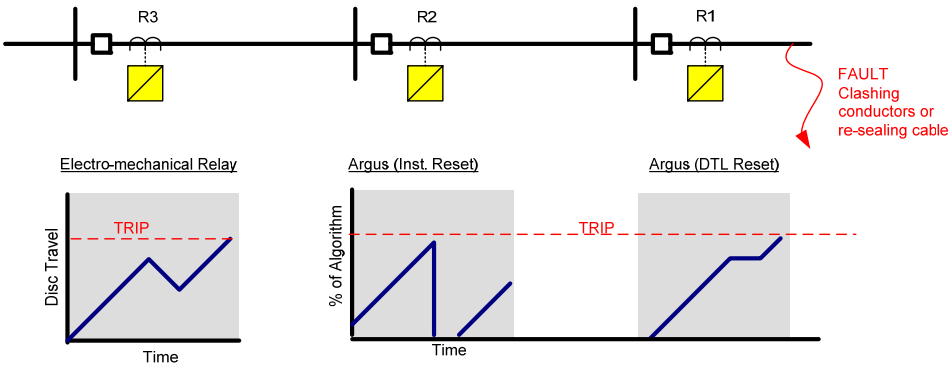 R3
R2
R1
FAULT
Clashing
conductors or
re-sealing cable
Electro-mechanical Relay
Argus (Inst. Reset)
Argus (DTL Reset)
TRIP
TRIP
Disc Travel
% of Algorithm
Time
Time